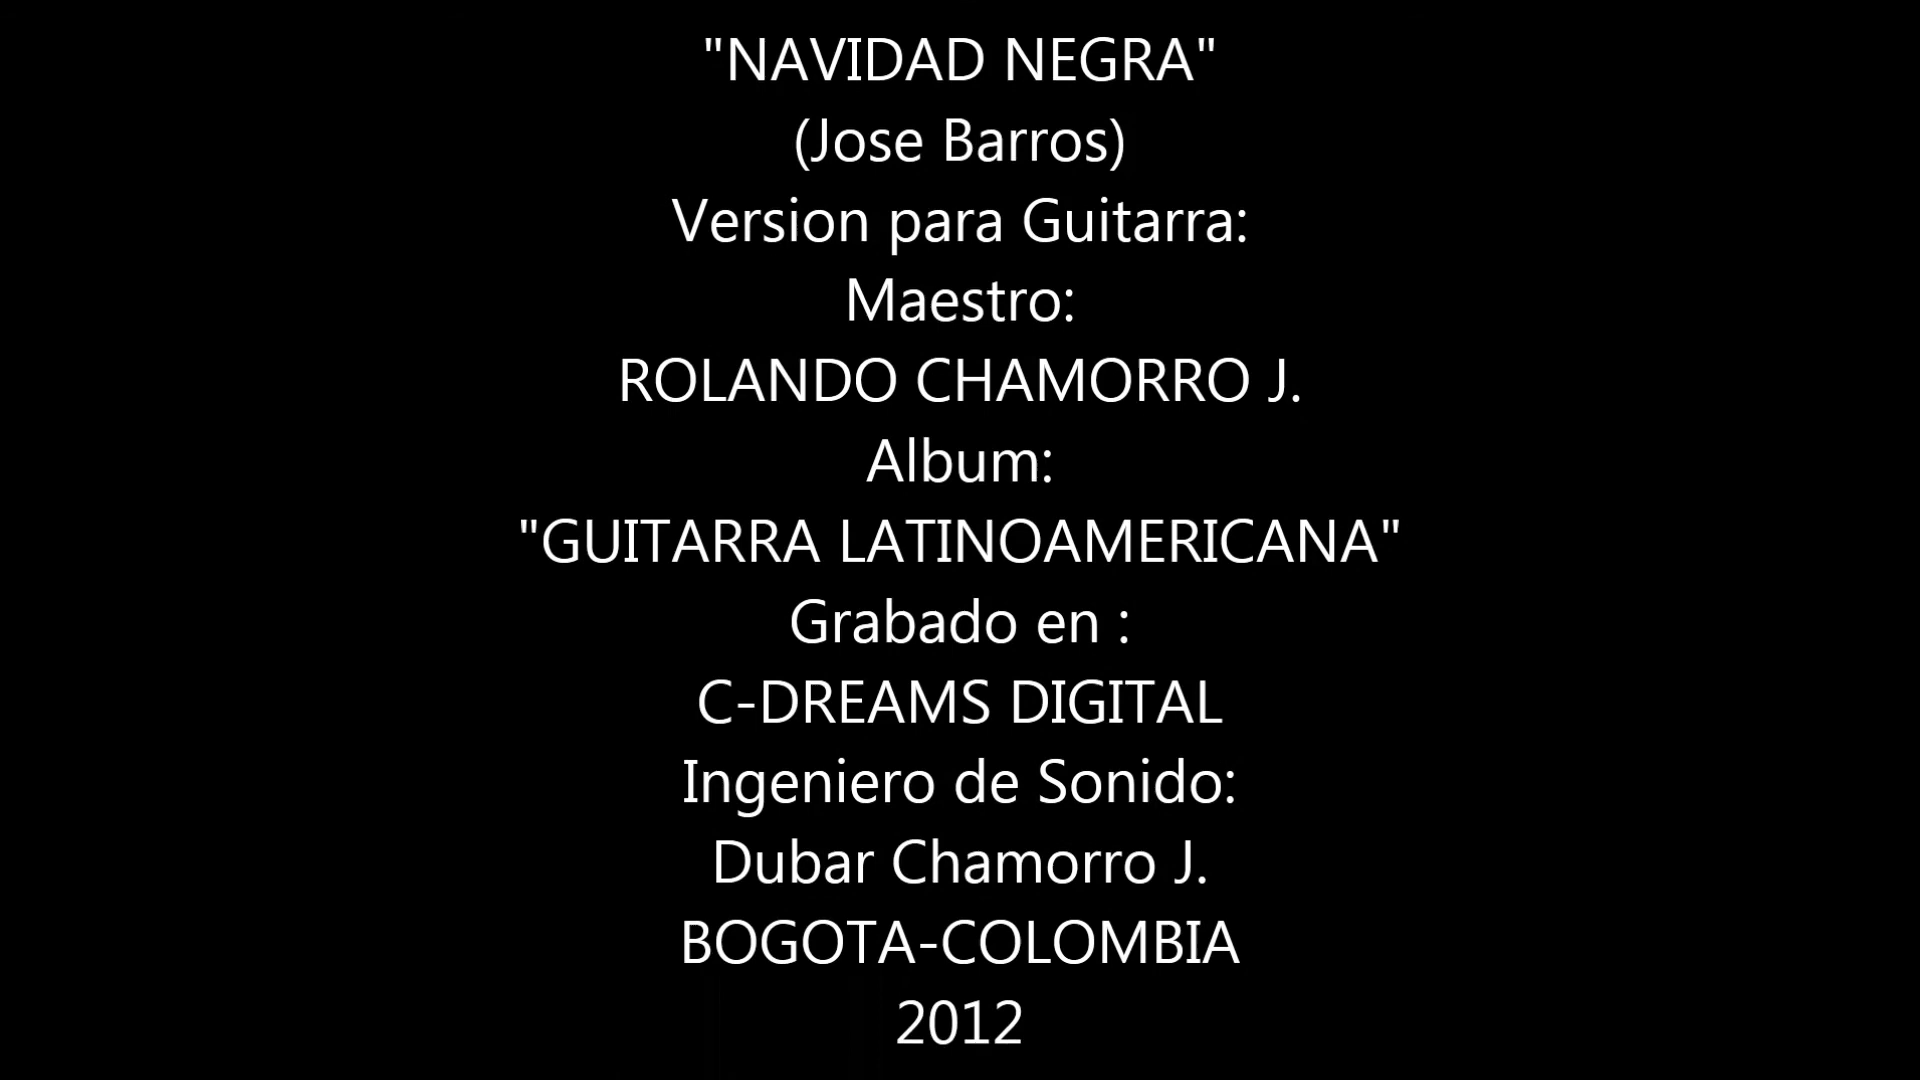 "NAVIDAD NEGRA"
(Jose Barros)
Version para Guitarra:
Maestro:
ROLANDO CHAMORRO J.
Album:
"GUITARRA LATINOAMERICANA"
Grabado en :
C-DREAMS DIGITAL
Ingeniero de Sonido:
Dubar Chamorro J.
BOGOTA-COLOMBIA
2012